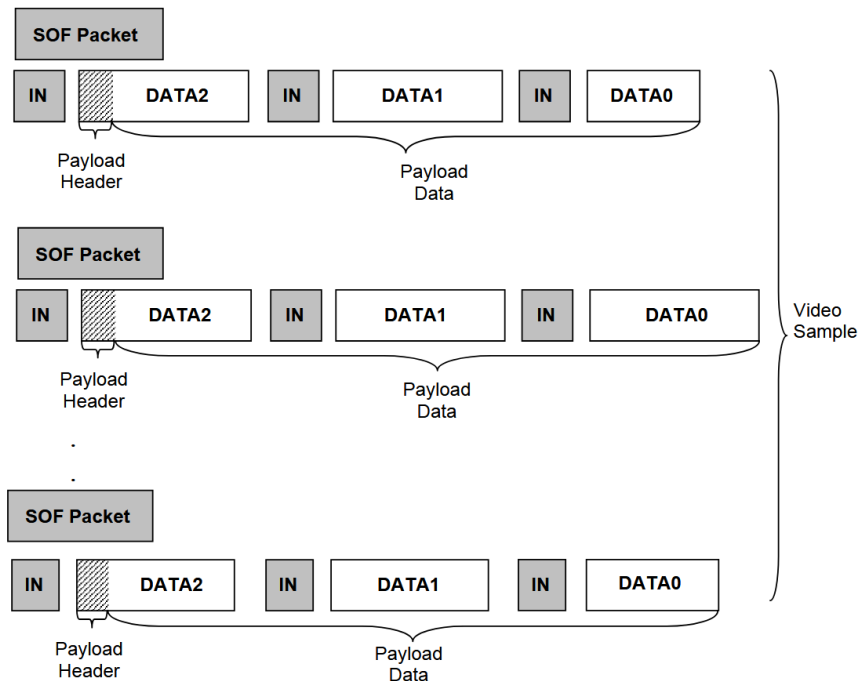 SOF Packet
IN DATA2 IN DATA1 IN DATA0
Payload
Header
Payload
Data
SOF Packet
IN DATA2 IN DATA1 IN DATA0
Video
Sample
Payload
Header
Payload
Data
.
.
SOF Packet
IN DATA2 IN DATA1 IN DATA0
Payload
Header
Payload
Data